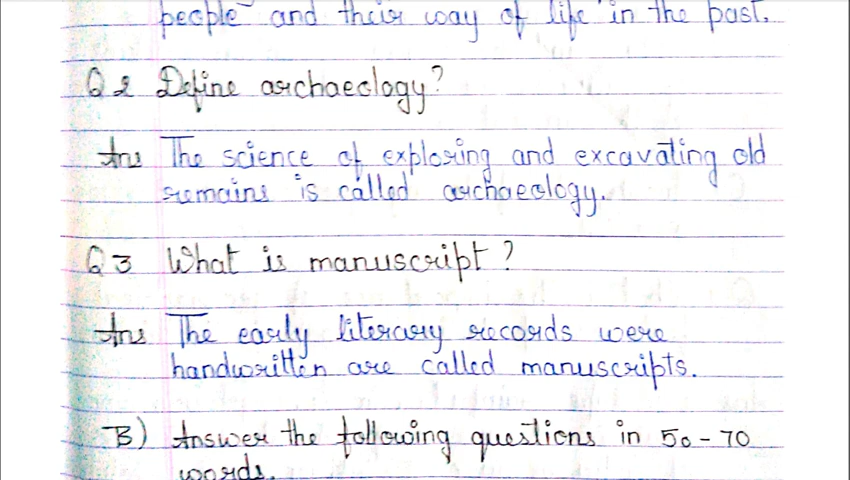 people and their way of life in the past.
Q 2 Define archaeology?
Ans The science of exploring and excavating old
remains is called archaeology.
Q 3 What is manuscript?
Ans The early literary records were
handwritten are called manuscripts.
B) Answer the following questions in 50-70
words.